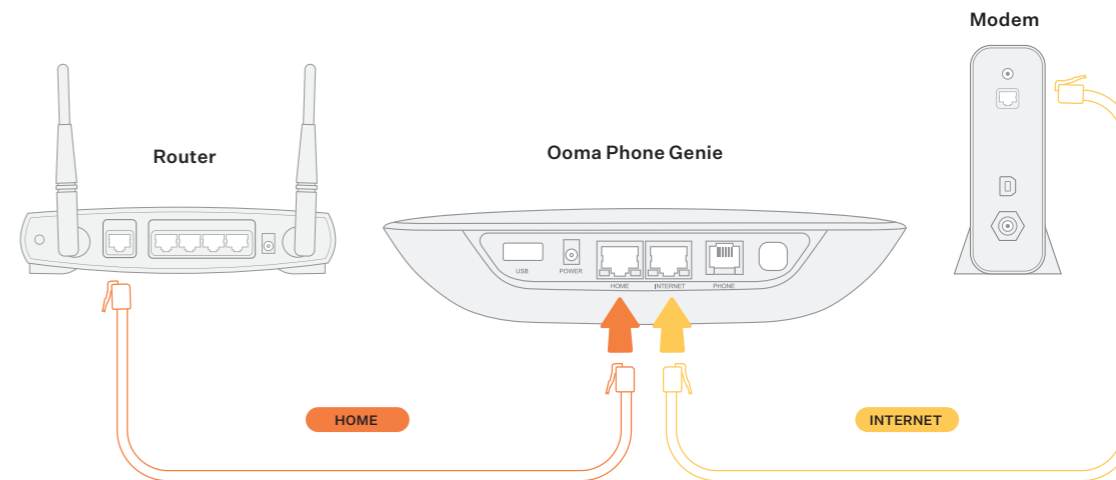 Modem
Router
Ooma Phone Genie
USB
POWER
HOME
INTERNET
PHONE
HOME
INTERNET